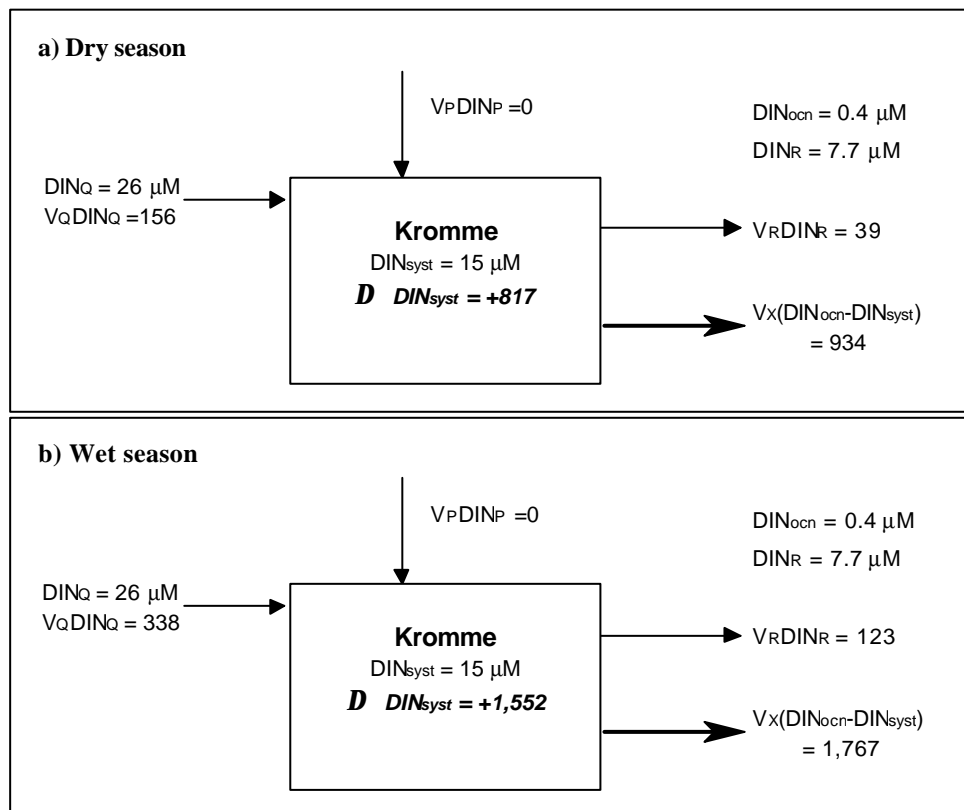 a) Dry season
VPDINP =0
DINocn = 0.4 µM
DINR = 7.7 µM
DINQ = 26 µM
VQDINQ =156
Kromme
DINsyst = 15 µM
D DINsyst = +817
VRDINR = 39
VX(DINocn-DINsyst)
= 934
b) Wet season
VPDINP =0
DINocn = 0.4 µM
DINR = 7.7 µM
DINQ = 26 µM
VQDINQ = 338
Kromme
DINsyst = 15 µM
D DINsyst = +1,552
VRDINR = 123
VX(DINocn-DINsyst)
= 1,767